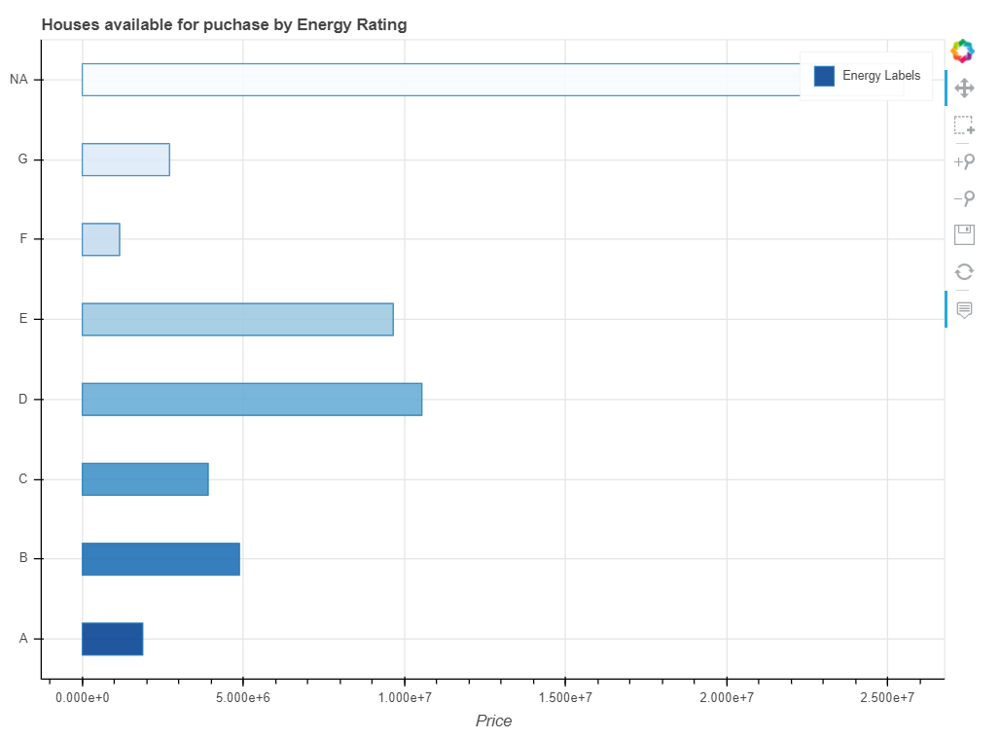 Houses available for puchase by Energy Rating
NA
Energy Labels
G
F
E
D
C
B
A
0.000e+0 5.000e+6 1.000e+7 1.500e+7 2.000e+7 2.500e+7
Price